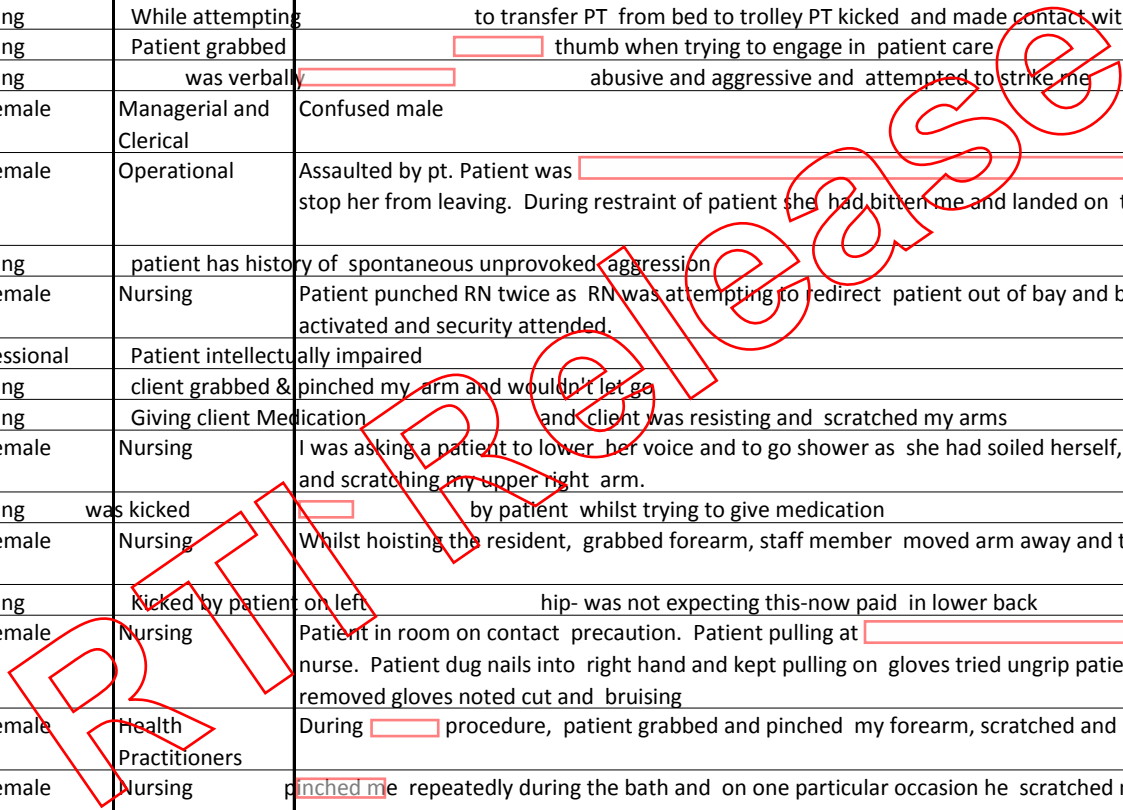 ng While attempting to transfer PT from bed to trolley PT kicked and made contact wit
ng Patient grabbed thumb when trying to engage in patient care
ng was verbally abusive and aggressive and attempted to strike me
emale Managerial and Confused male
Clerical
emale Operational Assaulted by pt. Patient was
stop her from leaving. During restraint of patient she had bitten me and landed on t
ng patient has history of spontaneous unprovoked aggression
emale Nursing Patient punched RN twice as RN was attempting to redirect patient out of bay and b
activated and security attended.
essional Patient intellectually impaired
ng client grabbed & pinched my arm and wouldn't let go
ng Giving client Medication and client was resisting and scratched my arms
emale Nursing I was asking a patient to lower her voice and to go shower as she had soiled herself,
and scratching my upper right arm.
ng was kicked by patient whilst trying to give medication
emale Nursing Whilst hoisting the resident, grabbed forearm, staff member moved arm away and t
ng Kicked by patient on left hip- was not expecting this-now paid in lower back
emale Nursing Patient in room on contact precaution. Patient pulling at
nurse. Patient dug nails into right hand and kept pulling on gloves tried ungrip patie
removed gloves noted cut and bruising
emale Health During procedure, patient grabbed and pinched my forearm, scratched and
Practitioners
emale Nursing pinched me repeatedly during the bath and on one particular occasion he scratched
RTI Release